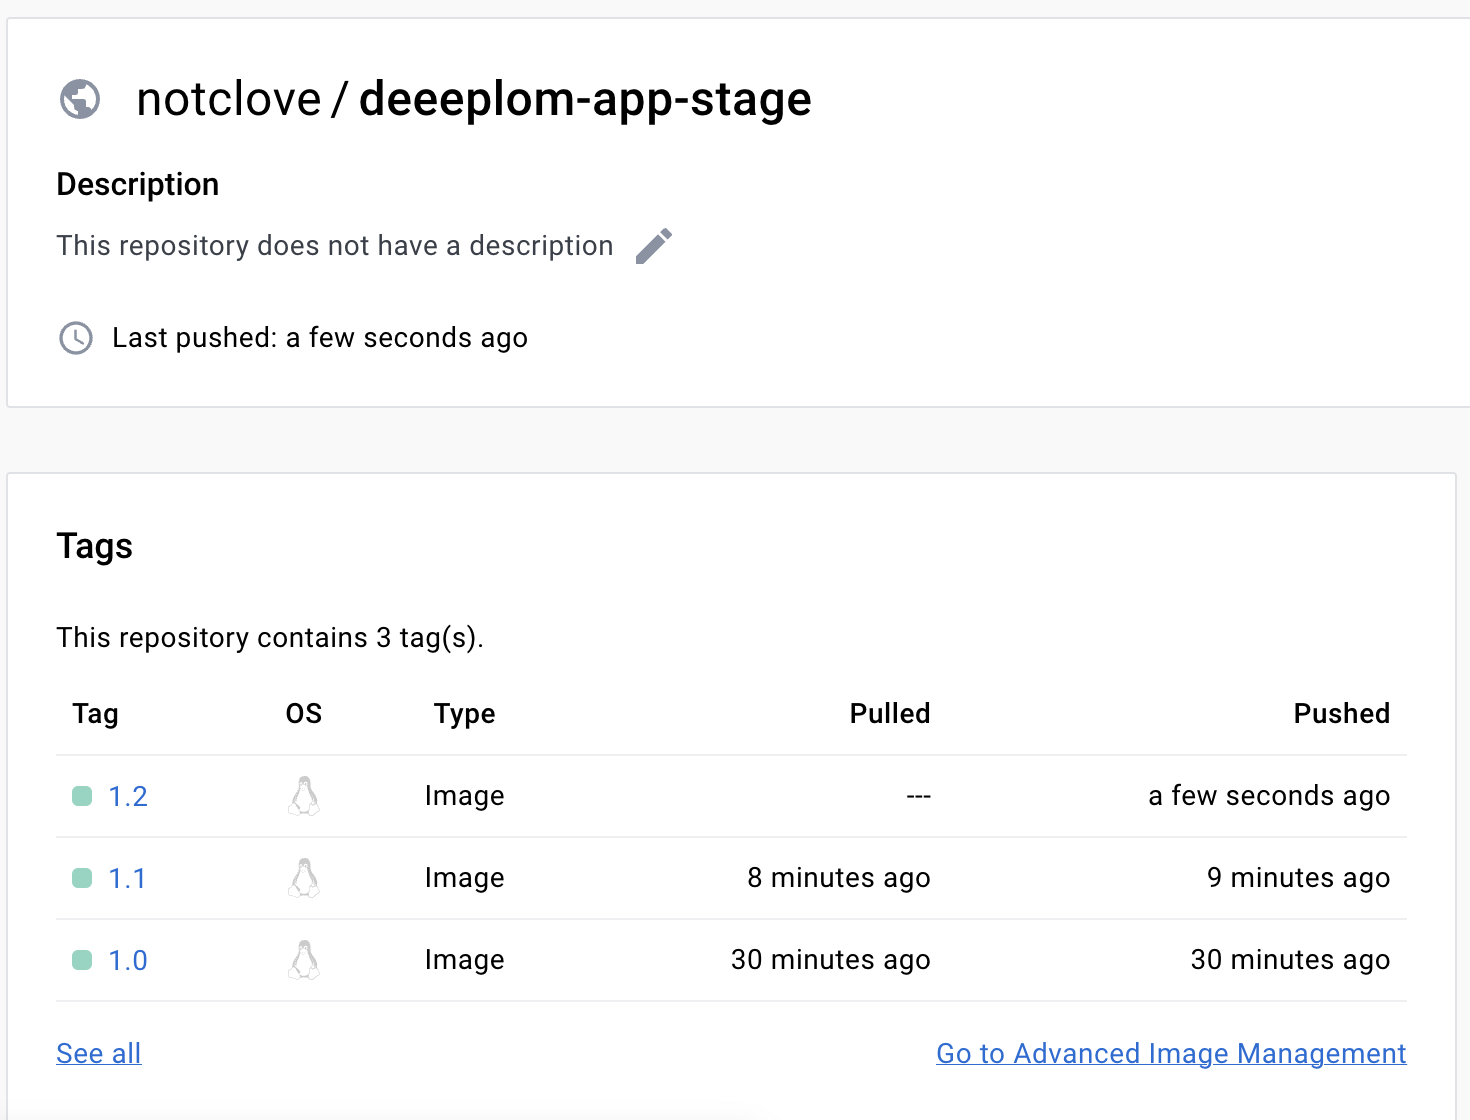 notclove / deeeplom-app-stage
Description
This repository does not have a description
Last pushed: a few seconds ago
Tags
This repository contains 3 tag(s).
Tag OS Type Pulled Pushed
1.2 Image --- a few seconds ago
1.1 Image 8 minutes ago 9 minutes ago
1.0 Image 30 minutes ago 30 minutes ago
See all Go to Advanced Image Management